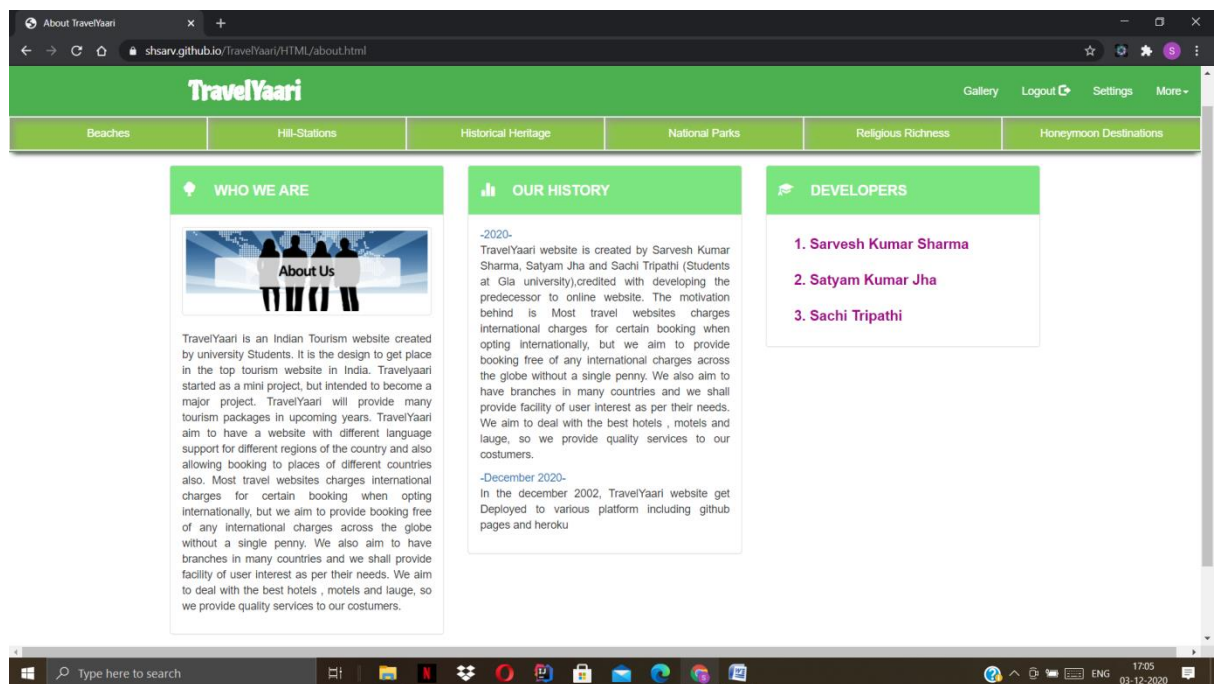 About TravelYaari
shsarv.github.io/TravelYaari/HTML/about.html
S
TravelYaari
Gallery
Logout
Settings
More
Beaches
Hill-Stations
Historical Heritage
National Parks
Religious Richness
Honeymoon Destinations
WHO WE ARE
About Us
TravelYaari is an Indian Tourism website created
by university Students. It is the design to get place
in the top tourism website in India. Travelyaari
started as a mini project, but intended to become a
major project. TravelYaari will provide many
tourism packages in upcoming years. TravelYaari
aim to have a website with different language
support for different regions of the country and also
allowing booking to places of different countries
also. Most travel websites charges international
charges for certain booking when opting
internationally, but we aim to provide booking free
of any international charges across the globe
without a single penny. We also aim to have
branches in many countries and we shall provide
facility of user interest as per their needs. We aim
to deal with the best hotels , motels and lauge, so
we provide quality services to our costumers.
OUR HISTORY
-2020-
TravelYaari website is created by Sarvesh Kumar
Sharma, Satyam Jha and Sachi Tripathi (Students
at Gla university),credited with developing the
predecessor to online website. The motivation
behind is Most travel websites charges
international charges for certain booking when
opting internationally, but we aim to provide
booking free of any international charges across
the globe without a single penny. We also aim to
have branches in many countries and we shall
provide facility of user interest as per their needs.
We aim to deal with the best hotels , motels and
lauge, so we provide quality services to our
costumers.
-December 2020-
In the december 2002, TravelYaari website get
Deployed to various platform including github
pages and heroku
DEVELOPERS
1. Sarvesh Kumar Sharma
2. Satyam Kumar Jha
3. Sachi Tripathi
Type here to search
ENG
17:05
03-12-2020